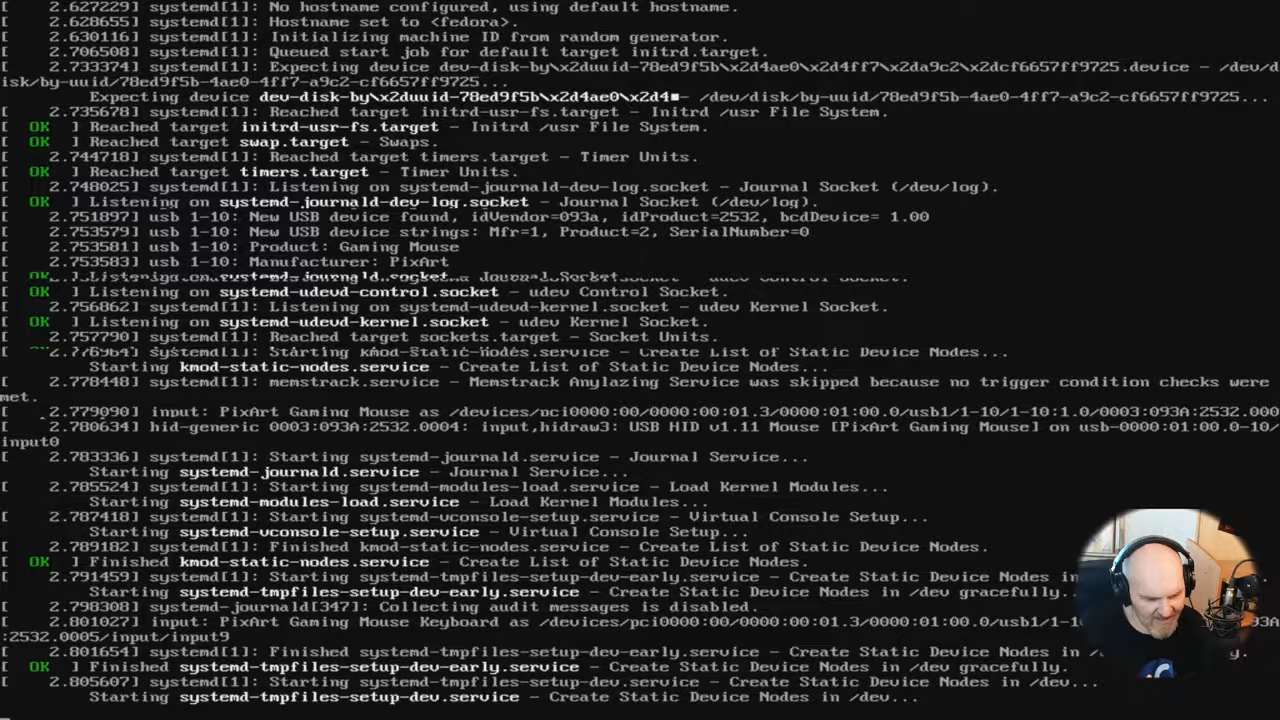 [    2.627229] systemd[1]: No hostname configured, using default hostname.
[    2.628655] systemd[1]: Hostname set to <fedora>.
[    2.630116] systemd[1]: Initializing machine ID from random generator.
[    2.706508] systemd[1]: Queued start job for default target initrd.target.
[    2.733374] systemd[1]: Expecting device dev-disk-by\x2duuid-78ed9f5b\x2d4ae0\x2d4ff7\x2da9c2\x2dcf6657ff9725.device - /dev/d
isk/by-uuid/78ed9f5b-4ae0-4ff7-a9c2-cf6657ff9725...
         Expecting device dev-disk-by\x2duuid-78ed9f5b\x2d4ae0\x2d4■- /dev/disk/by-uuid/78ed9f5b-4ae0-4ff7-a9c2-cf6657ff9725...
[    2.735678] systemd[1]: Reached target initrd-usr-fs.target - Initrd /usr File System.
[  OK  ] Reached target initrd-usr-fs.target - Initrd /usr File System.
[  OK  ] Reached target swap.target - Swaps.
[    2.744718] systemd[1]: Reached target timers.target - Timer Units.
[  OK  ] Reached target timers.target - Timer Units.
[    2.748025] systemd[1]: Listening on systemd-journald-dev-log.socket - Journal Socket (/dev/log).
[  OK  ] Listening on systemd-journald-dev-log.socket - Journal Socket (/dev/log).
[    2.751897] usb 1-10: New USB device found, idVendor=093a, idProduct=2532, bcdDevice= 1.00
[    2.753579] usb 1-10: New USB device strings: Mfr=1, Product=2, SerialNumber=0
[    2.753581] usb 1-10: Product: Gaming Mouse
[    2.753583] usb 1-10: Manufacturer: PixArt
[  OK  ] Listening on systemd-journald.socket - Journal Socket
[  OK  ] Listening on systemd-udevd-control.socket - udev Control Socket.
[    2.756862] systemd[1]: Listening on systemd-udevd-kernel.socket - udev Kernel Socket.
[  OK  ] Listening on systemd-udevd-kernel.socket - udev Kernel Socket.
[    2.757790] systemd[1]: Reached target sockets.target - Socket Units.
[    2.776964] systemd[1]: Starting kmod-static-nodes.service - Create List of Static Device Nodes...
         Starting kmod-static-nodes.service - Create List of Static Device Nodes...
[    2.778448] systemd[1]: memstrack.service - Memstrack Anylazing Service was skipped because no trigger condition checks were
met.
[    2.779090] input: PixArt Gaming Mouse as /devices/pci0000:00/0000:00:01.3/0000:01:00.0/usb1/1-10/1-10:1.0/0003:093A:2532.000
[    2.780634] hid-generic 0003:093A:2532.0004: input,hidraw3: USB HID v1.11 Mouse [PixArt Gaming Mouse] on usb-0000:01:00.0-10/
input0
[    2.783336] systemd[1]: Starting systemd-journald.service - Journal Service...
         Starting systemd-journald.service - Journal Service...
[    2.785524] systemd[1]: Starting systemd-modules-load.service - Load Kernel Modules...
         Starting systemd-modules-load.service - Load Kernel Modules...
[    2.787418] systemd[1]: Starting systemd-vconsole-setup.service - Virtual Console Setup...
         Starting systemd-vconsole-setup.service - Virtual Console Setup...
[    2.789182] systemd[1]: Finished kmod-static-nodes.service - Create List of Static Device Nodes.
[  OK  ] Finished kmod-static-nodes.service - Create List of Static Device Nodes.
[    2.791459] systemd[1]: Starting systemd-tmpfiles-setup-dev-early.service - Create Static Device Nodes in
         Starting systemd-tmpfiles-setup-dev-early.service - Create Static Device Nodes in /dev gracefully..
[    2.798308] systemd-journald[347]: Collecting audit messages is disabled.
[    2.801027] input: PixArt Gaming Mouse Keyboard as /devices/pci0000:00/0000:00:01.3/0000:01:00.0/usb1/1-10
:2532.0005/input/input9
[    2.801654] systemd[1]: Finished systemd-tmpfiles-setup-dev-early.service - Create Static Device Nodes in
[  OK  ] Finished systemd-tmpfiles-setup-dev-early.service - Create Static Device Nodes in /dev gracefully.
[    2.805607] systemd[1]: Starting systemd-tmpfiles-setup-dev.service - Create Static Device Nodes in /dev...
         Starting systemd-tmpfiles-setup-dev.service - Create Static Device Nodes in /dev...